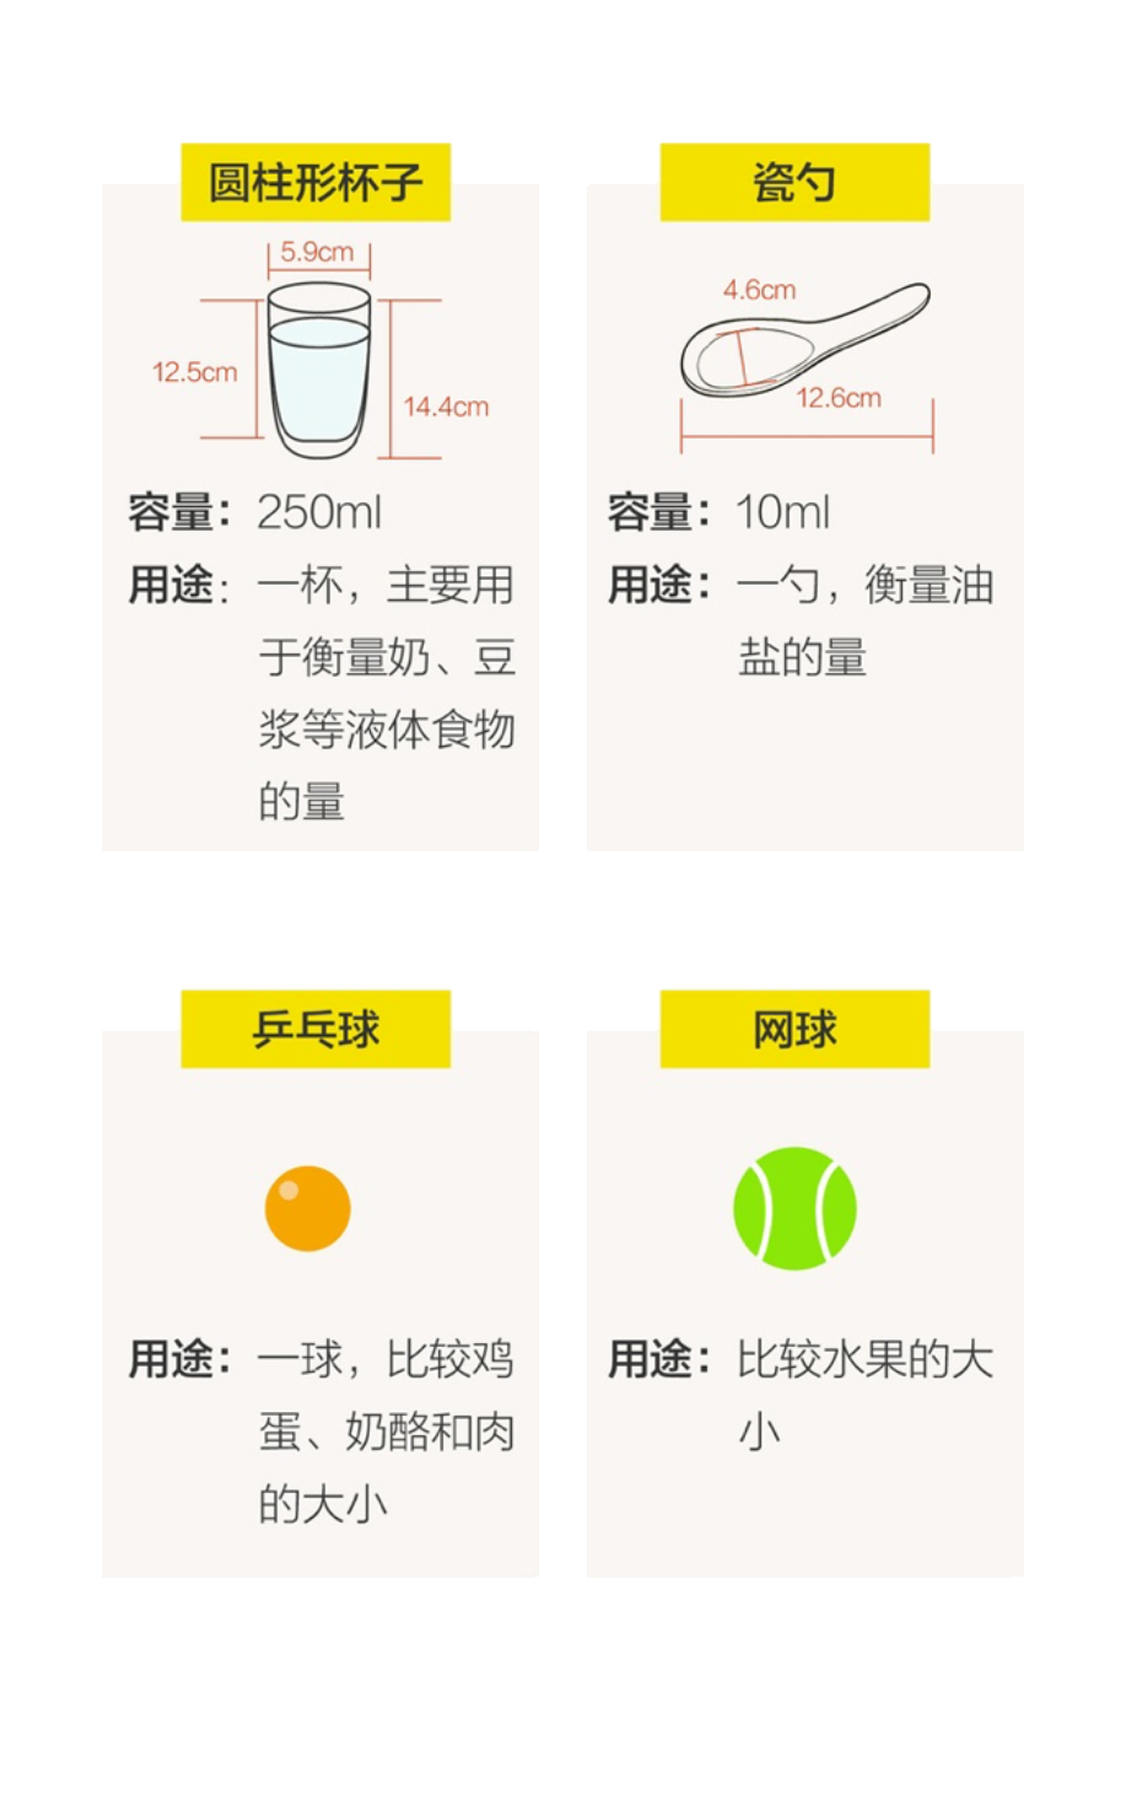 圆柱形杯子
5.9cm
12.5cm
14.4cm
容量：250ml
用途：一杯，主要用
于衡量奶、豆
浆等液体食物
的量
瓷勺
4.6cm
12.6cm
容量：10ml
用途：一勺，衡量油
盐的量
乒乓球
用途：一球，比较鸡
蛋、奶酪和肉
的大小
网球
用途：比较水果的大
小